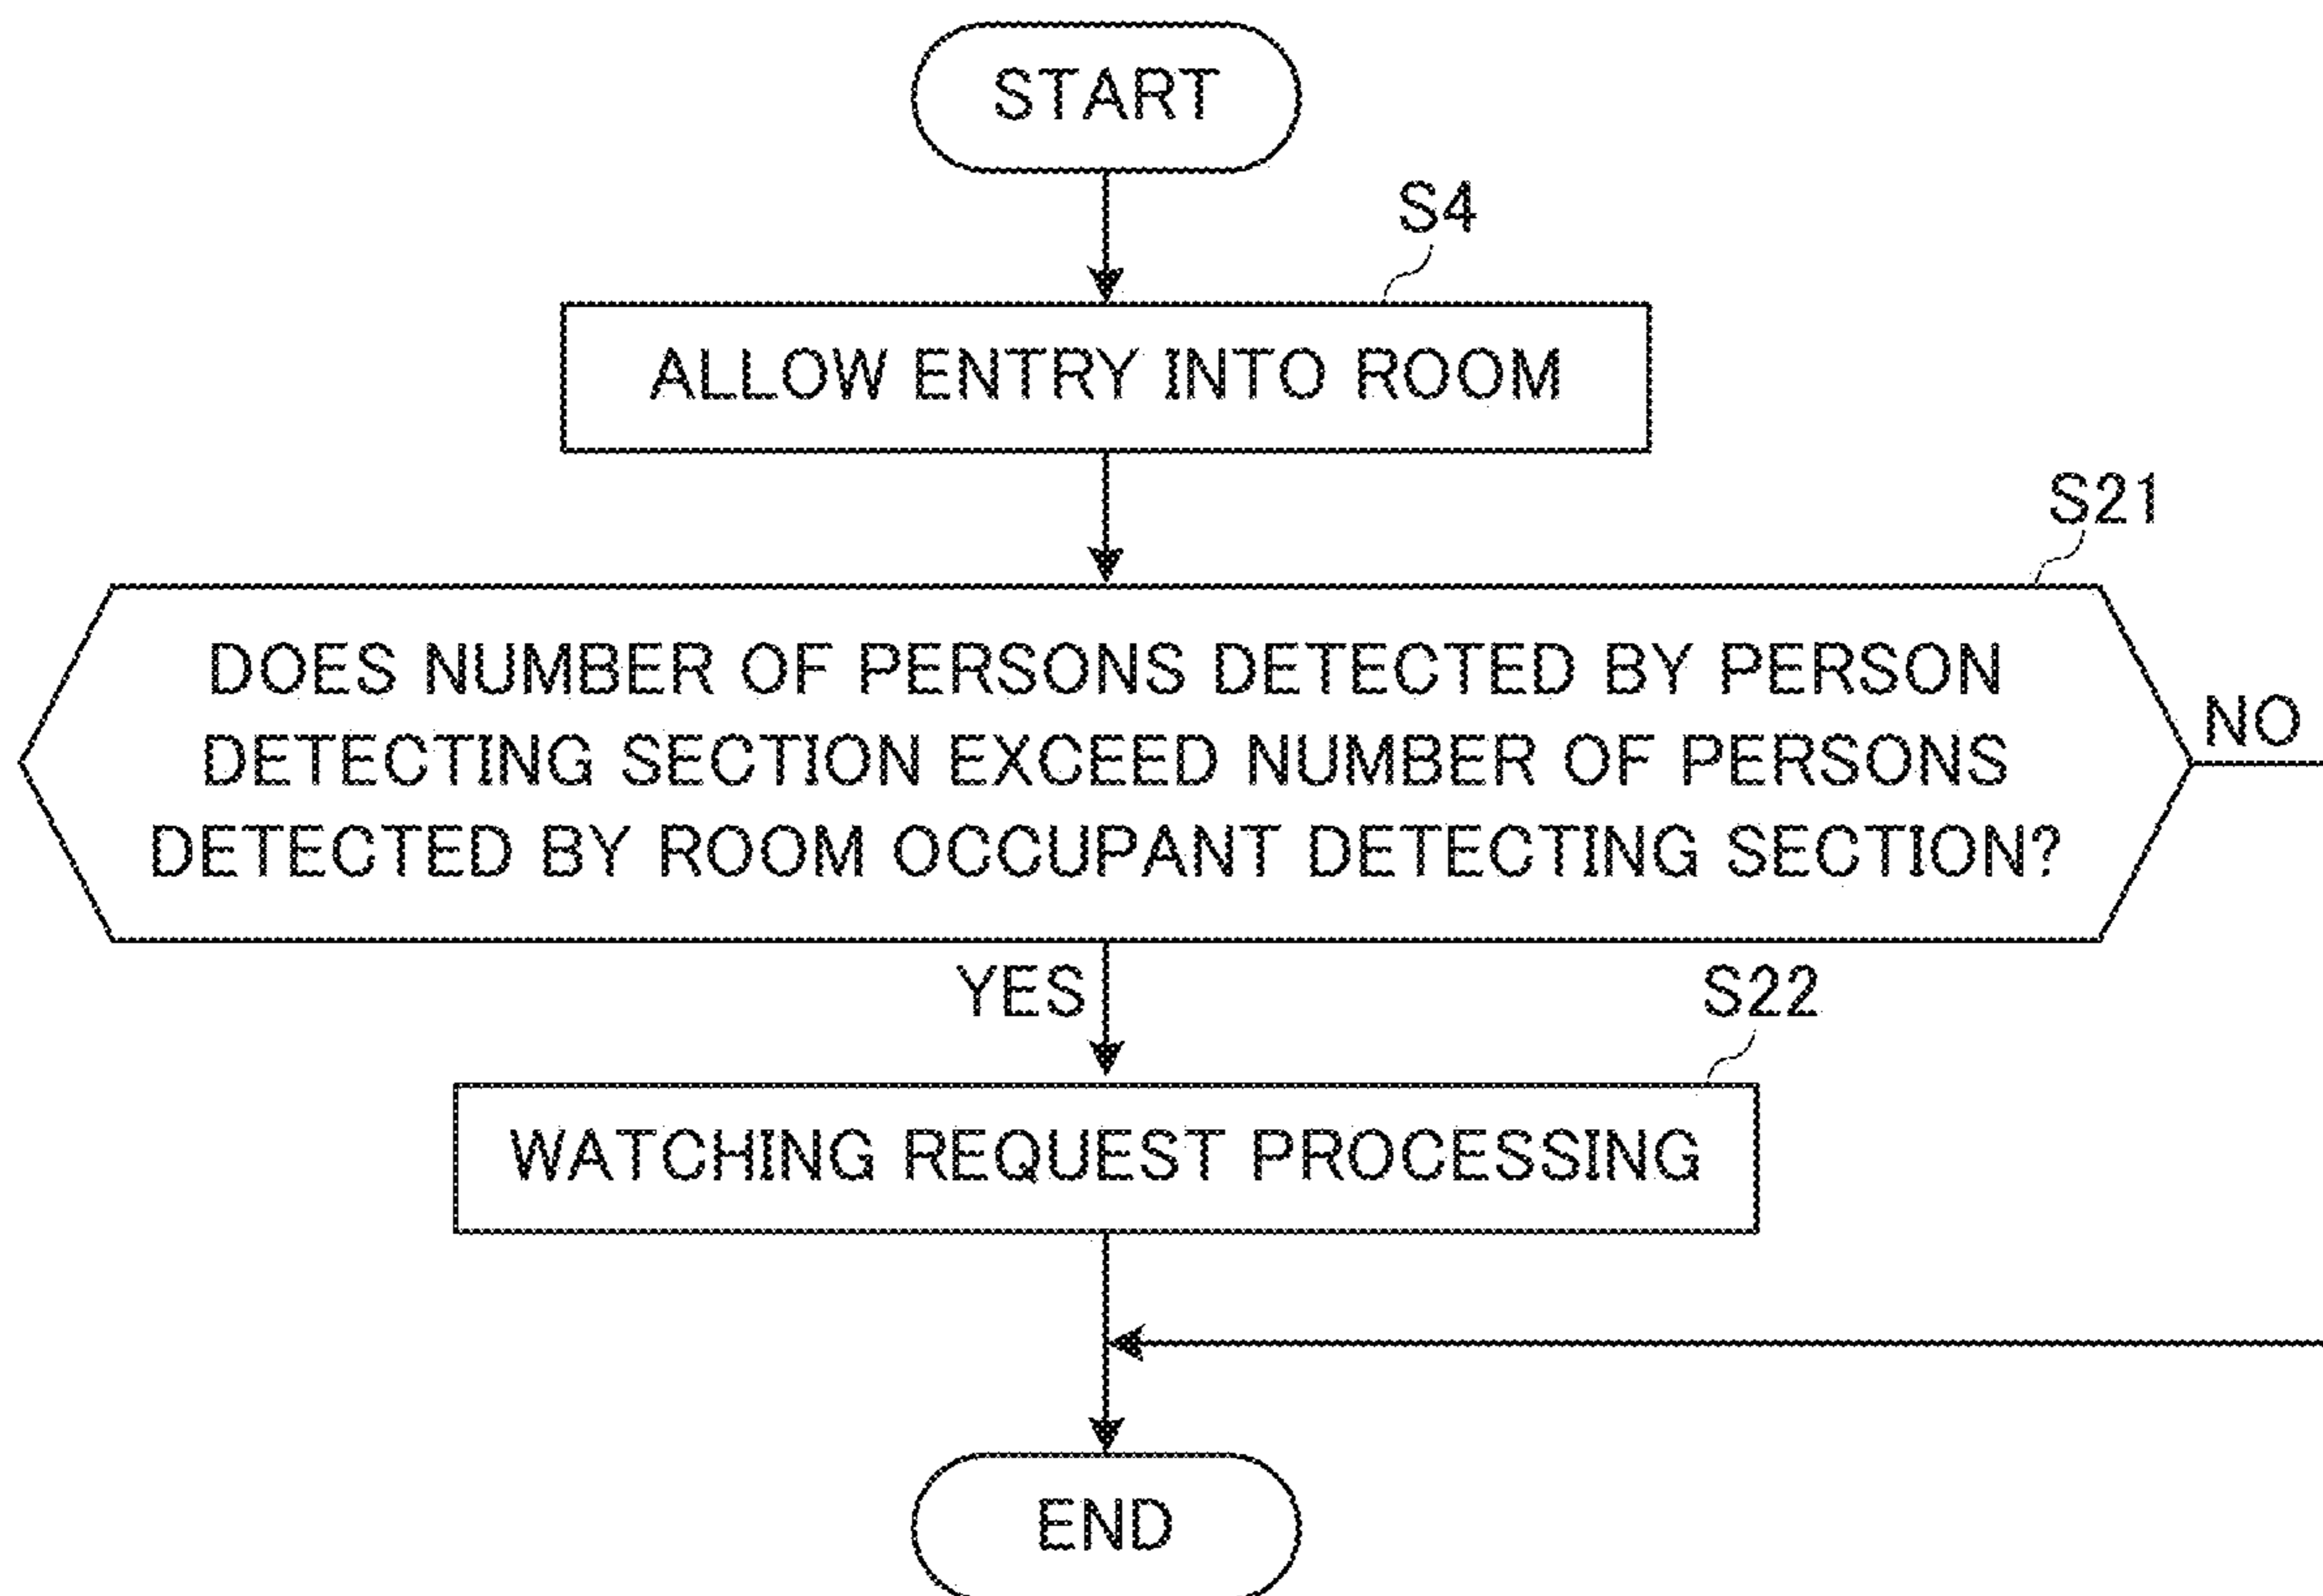 START
S4
ALLOW ENTRY INTO ROOM
S21
DOES NUMBER OF PERSONS DETECTED BY PERSON
DETECTING SECTION EXCEED NUMBER OF PERSONS
DETECTED BY ROOM OCCUPANT DETECTING SECTION?
NO
YES
S22
WATCHING REQUEST PROCESSING
END